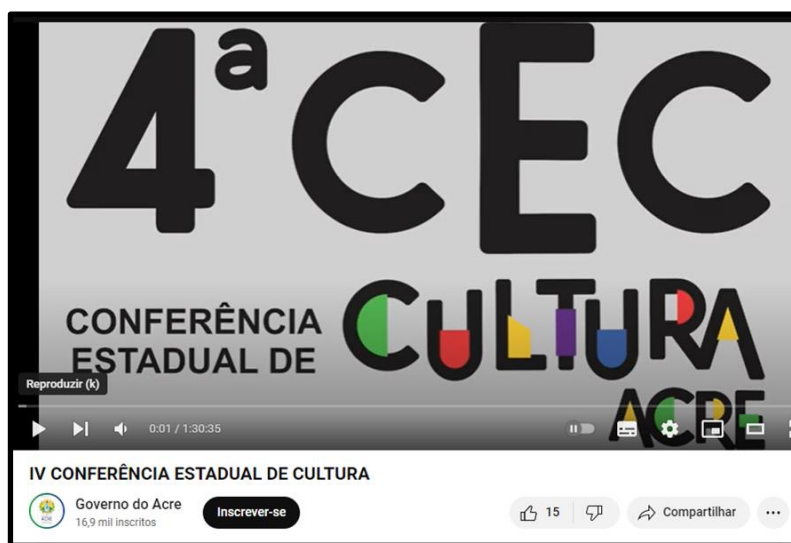 4ª CEC
CONFERÊNCIA
ESTADUAL DE
CULTURA
ACRE
Reproduzir (k)
0:01 / 1:30:35
IV CONFERÊNCIA ESTADUAL DE CULTURA
Governo do Acre
16,9 mil inscritos
Inscrever-se
15
Compartilhar